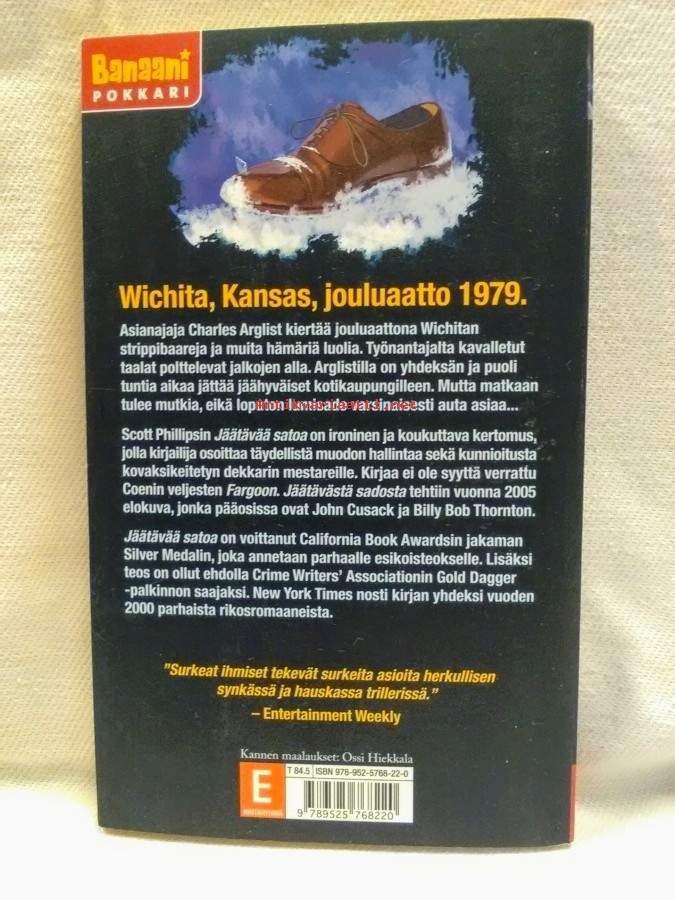 Banaani
POKKARI
Wichita, Kansas, jouluaatto 1979.
Asianajaja Charles Arglist kiertää jouluaattona Wichitan
strippibaareja ja muita hämäriä luolia. Työnantajalta kavalletut
taalat polttelevat jalkojen alla. Arglistilla on yhdeksän ja puoli
tuntia aikaa jättää jäähyväiset kotikaupungilleen. Mutta matkaan
tulee mutkia, eikä loputon varsinaisesti auta asiaa...
Scott Phillipsin Jäätävää satoa on ironinen ja koukuttava kertomus,
jolla kirjailija osoittaa täydellistä muodon hallintaa sekä kunnioitusta
kovaksikeitetyn dekkarin mestareille. Kirjaa ei ole syyttä verrattu
Coenin veljesten Fargoon. Jäätävästä sadosta tehtiin vuonna 2005
elokuva, jonka pääosissa ovat John Cusack ja Billy Bob Thornton.
Jäätävää satoa on voittanut California Book Awardsin jakaman
Silver Medalin, joka annetaan parhaalle esikoisteokselle. Lisäksi
teos on ollut ehdolla Crime Writers' Associationin Gold Dagger
-palkinnon saajaksi. New York Times nosti kirjan yhdeksi vuoden
2000 parhaista rikosromaaneista.
"Surkeat ihmiset tekevät surkeita asioita herkullisen
synkässä ja hauskassa trillerissä."
– Entertainment Weekly
Kannen maalaukset: Ossi Hiekkala
E
T 84.5 ISBN 978-952-5768-22-0
9 789525 768220